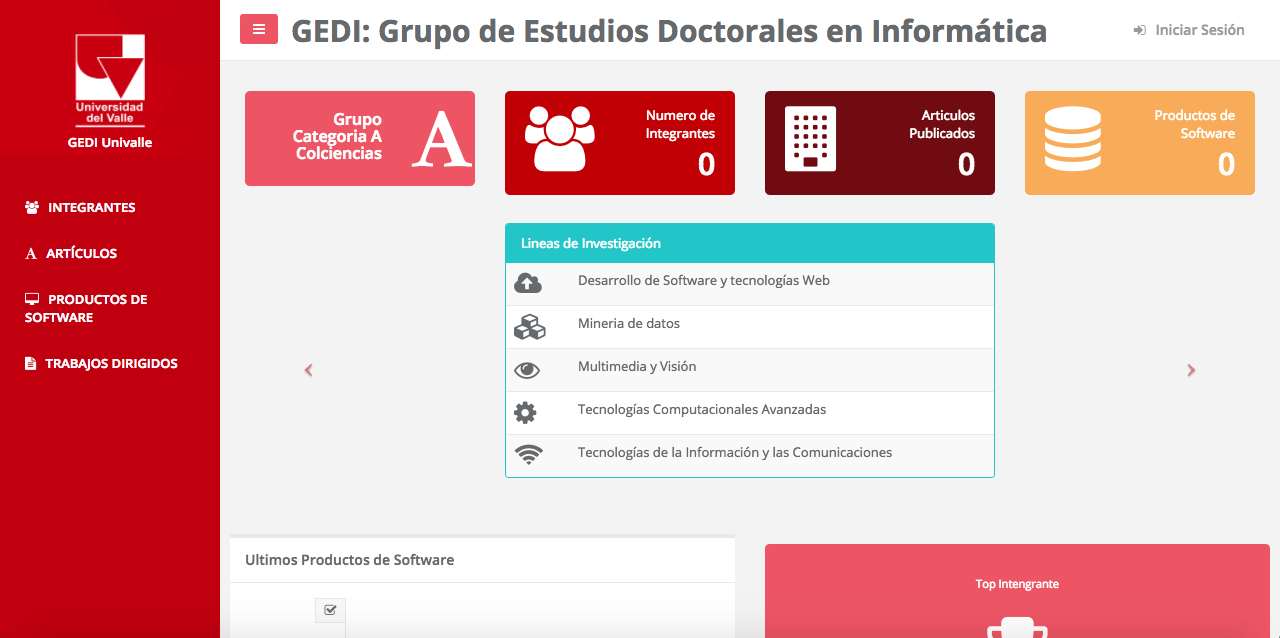 Universidad
del Valle
GEDI Univalle
INTEGRANTES
A ARTÍCULOS
PRODUCTOS DE
SOFTWARE
TRABAJOS DIRIGIDOS
GEDI: Grupo de Estudios Doctorales en Informática
Iniciar Sesión
Grupo
Categoria A
Colciencias
A
Numero de
Integrantes
0
Articulos
Publicados
0
Productos de
Software
0
Lineas de Investigación
Desarrollo de Software y tecnologías Web
Mineria de datos
Multimedia y Visión
Tecnologías Computacionales Avanzadas
Tecnologías de la Información y las Comunicaciones
Ultimos Productos de Software
Top Intengrante